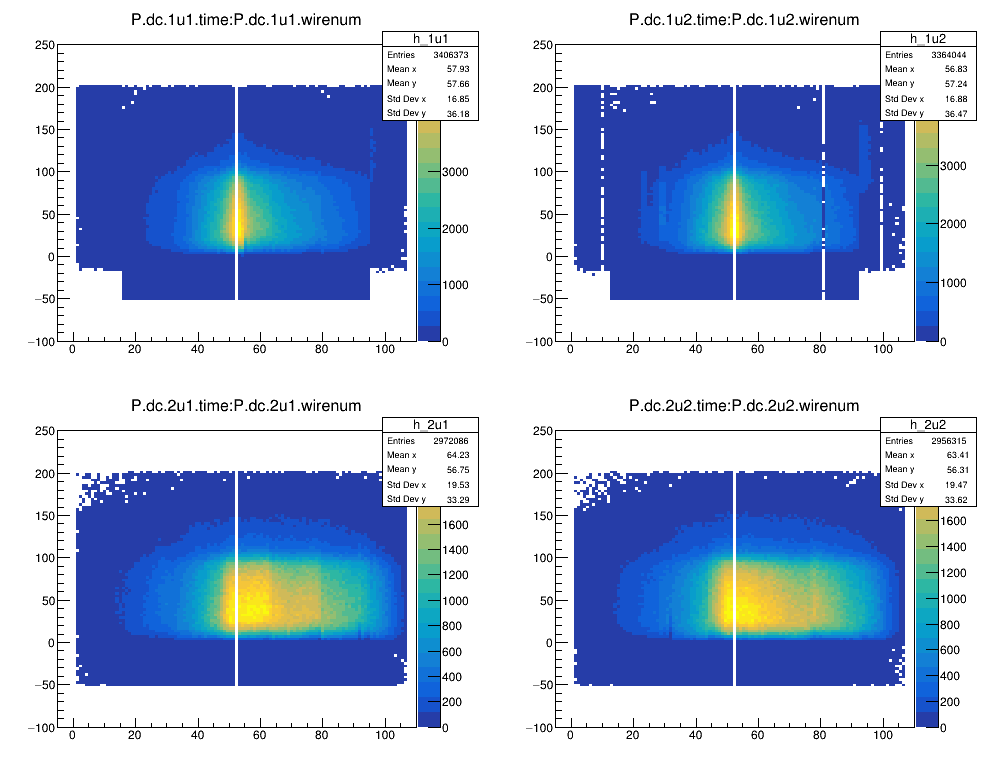 P.dc.1u1.time:P.dc.1u1.wirenum
h_1u1
Entries 3406373
Mean x 57.93
Mean y 57.66
Std Dev x 16.85
Std Dev y 36.18
250
200
150
100
50
0
−50
−100
0 20 40 60 80 100
3000
2000
1000
0
P.dc.1u2.time:P.dc.1u2.wirenum
h_1u2
Entries 3364044
Mean x 56.83
Mean y 57.24
Std Dev x 16.88
Std Dev y 36.47
250
200
150
100
50
0
−50
−100
0 20 40 60 80 100
3000
2000
1000
0
P.dc.2u1.time:P.dc.2u1.wirenum
h_2u1
Entries 2972086
Mean x 64.23
Mean y 56.75
Std Dev x 19.53
Std Dev y 33.29
250
200
150
100
50
0
−50
−100
0 20 40 60 80 100
1600
1400
1200
1000
800
600
400
200
0
P.dc.2u2.time:P.dc.2u2.wirenum
h_2u2
Entries 2956315
Mean x 63.41
Mean y 56.31
Std Dev x 19.47
Std Dev y 33.62
250
200
150
100
50
0
−50
−100
0 20 40 60 80 100
1600
1400
1200
1000
800
600
400
200
0